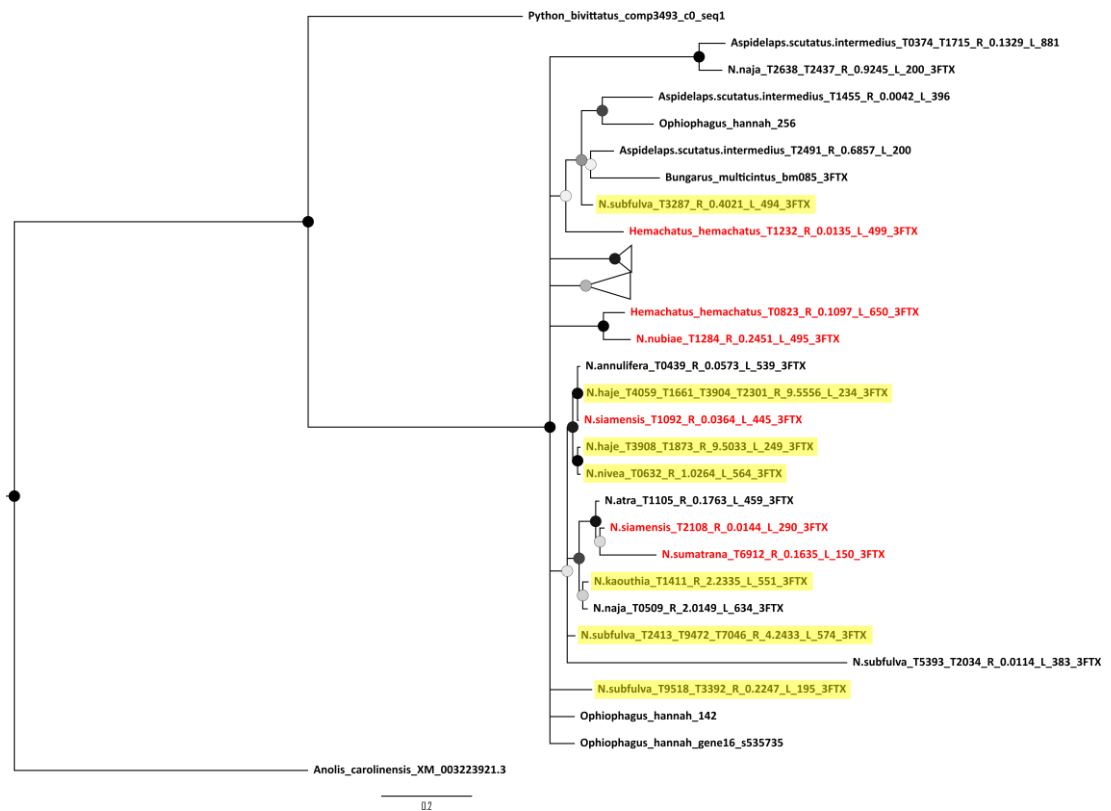 Python_bivittatus_comp3493_c0_seq1
Aspidelaps.scutatus.intermedius_T0374_T1715_R_0.1329_L_881
N.naja_T2638_T2437_R_0.9245_L_200_3FTX
Aspidelaps.scutatus.intermedius_T1455_R_0.0042_L_396
Ophiophagus_hannah_256
Aspidelaps.scutatus.intermedius_T2491_R_0.6857_L_200
Bungarus_multicintus_bm085_3FTX
N.subfulva_T3287_R_0.4021_L_494_3FTX
Hemachatus_hemachatus_T1232_R_0.0135_L_499_3FTX
Hemachatus_hemachatus_T0823_R_0.1097_L_650_3FTX
N.nubiae_T1284_R_0.2451_L_495_3FTX
N.annulifera_T0439_R_0.0573_L_539_3FTX
N.haje_T4059_T1661_T3904_T2301_R_9.5556_L_234_3FTX
N.siamensis_T1092_R_0.0364_L_445_3FTX
N.haje_T3908_T1873_R_9.5033_L_249_3FTX
N.nivea_T0632_R_1.0264_L_564_3FTX
N.atra_T1105_R_0.1763_L_459_3FTX
N.siamensis_T2108_R_0.0144_L_290_3FTX
N.sumatrana_T6912_R_0.1635_L_150_3FTX
N.kaouthia_T1411_R_2.2335_L_551_3FTX
N.naja_T0509_R_2.0149_L_634_3FTX
N.subfulva_T2413_T9472_T7046_R_4.2433_L_574_3FTX
N.subfulva_T5393_T2034_R_0.0114_L_383_3FTX
N.subfulva_T9518_T3392_R_0.2247_L_195_3FTX
Ophiophagus_hannah_142
Ophiophagus_hannah_gene16_s535735
Anolis_carolinensis_XM_003223921.3
0.2